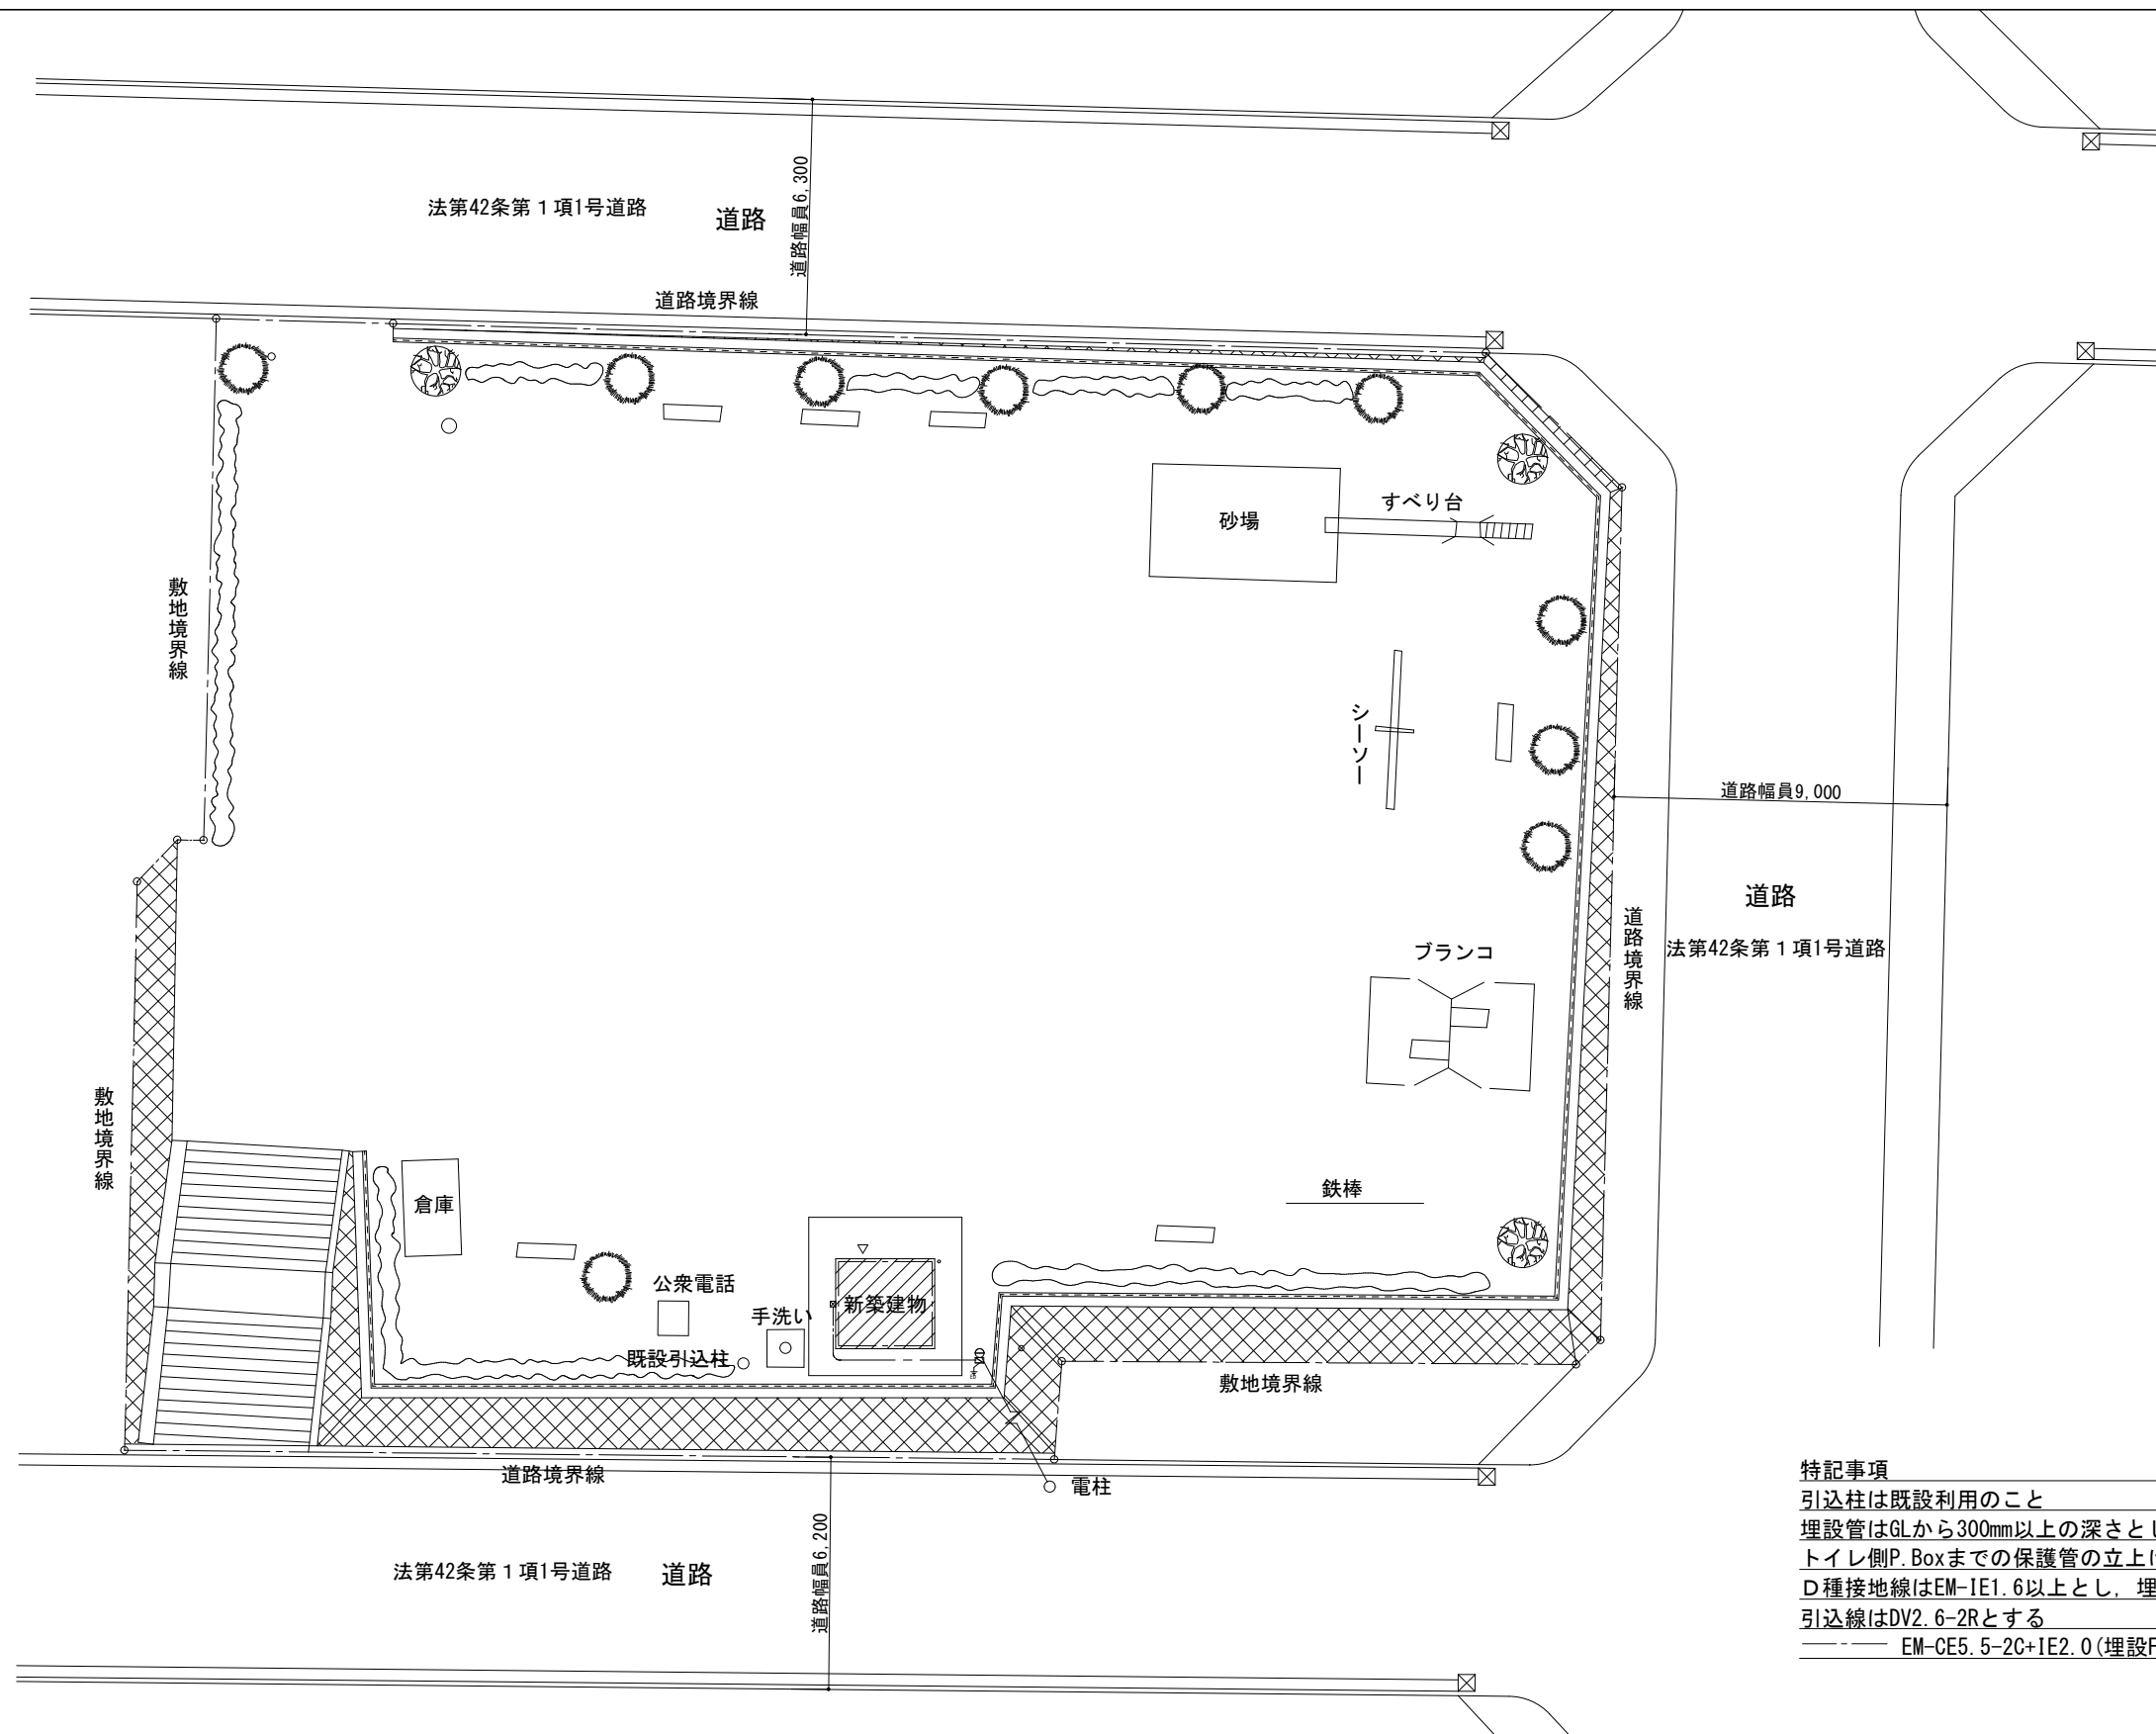 法第42条第１項1号道路
道路
道路幅員6,300
道路境界線
敷地境界線
砂場
すべり台
シーソー
道路幅員9,000
道路
法第42条第１項1号道路
道路境界線
ブランコ
敷地境界線
倉庫
鉄棒
公衆電話
手洗い
新築建物
既設引込柱
敷地境界線
道路境界線
電柱
法第42条第１項1号道路
道路
道路幅員6,200
特記事項
引込柱は既設利用のこと
埋設管はGLから300mm以上の深さとし
トイレ側P.Boxまでの保護管の立上げ
Ｄ種接地線はEM-IE1.6以上とし，埋
引込線はDV2.6-2Rとする
EM-CE5.5-2C+IE2.0(埋設F